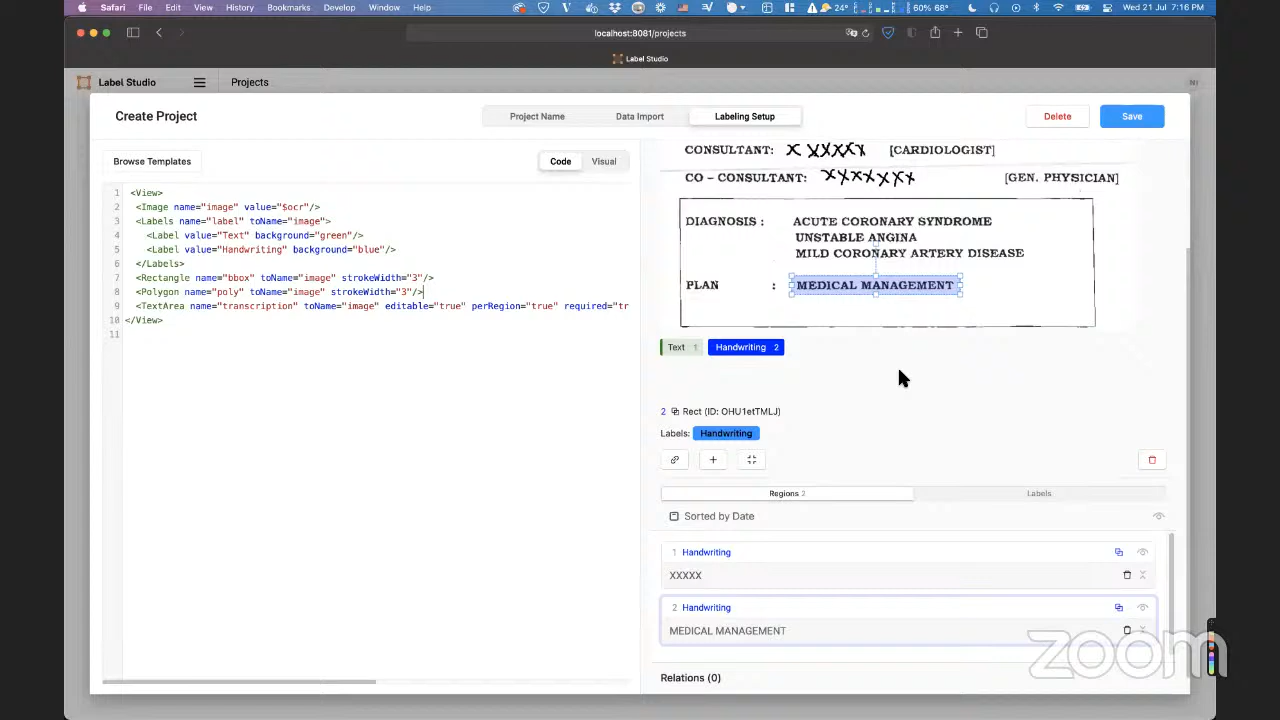 Safari File Edit View History Bookmarks Develop Window Help 24° 60% 68° Wed 21 Jul 7:16 PM
localhost:8081/projects
Label Studio
Label Studio Projects
Create Project Project Name Data Import Labeling Setup Delete Save
Browse Templates Code Visual
1 <View>
2 <Image name="image" value="$ocr"/>
3 <Labels name="label" toName="image">
4 <Label value="Text" background="green"/>
5 <Label value="Handwriting" background="blue"/>
6 </Labels>
7 <Rectangle name="bbox" toName="image" strokeWidth="3"/>
8 <Polygon name="poly" toName="image" strokeWidth="3"/>
9 <TextArea name="transcription" toName="image" editable="true" perRegion="true" required="tr
10 </View>
11
CONSULTANT: X XXXXX [CARDIOLOGIST]
CO – CONSULTANT: XXXXXXX [GEN. PHYSICIAN]
DIAGNOSIS : ACUTE CORONARY SYNDROME
UNSTABLE ANGINA
MILD CORONARY ARTERY DISEASE
PLAN : MEDICAL MANAGEMENT
Text 1 Handwriting 2
2 Rect (ID: OHU1etTMLJ)
Labels: Handwriting
Regions 2 Labels
Sorted by Date
1 Handwriting
XXXXX
2 Handwriting
MEDICAL MANAGEMENT
Relations (0)
zoom